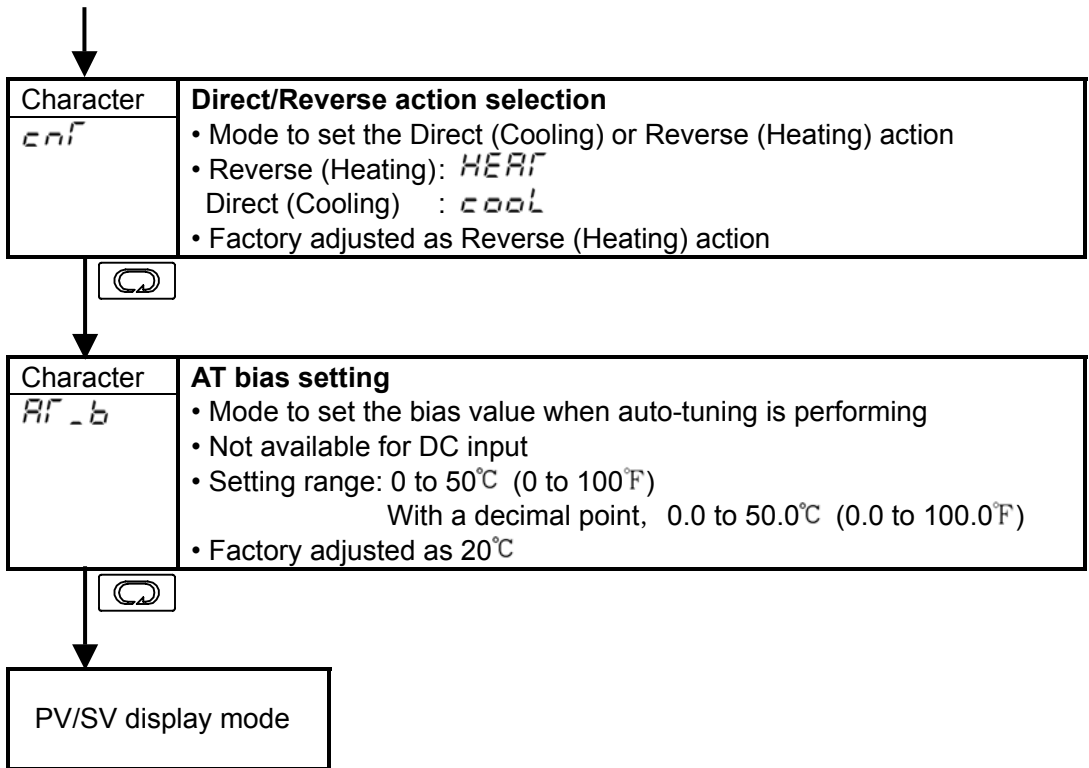 Character Direct/Reverse action selection
cnT • Mode to set the Direct (Cooling) or Reverse (Heating) action
• Reverse (Heating): HEAT
Direct (Cooling) : cooL
• Factory adjusted as Reverse (Heating) action
Character AT bias setting
AT_b • Mode to set the bias value when auto-tuning is performing
• Not available for DC input
• Setting range: 0 to 50℃ (0 to 100℉)
With a decimal point, 0.0 to 50.0℃ (0.0 to 100.0℉)
• Factory adjusted as 20℃
PV/SV display mode